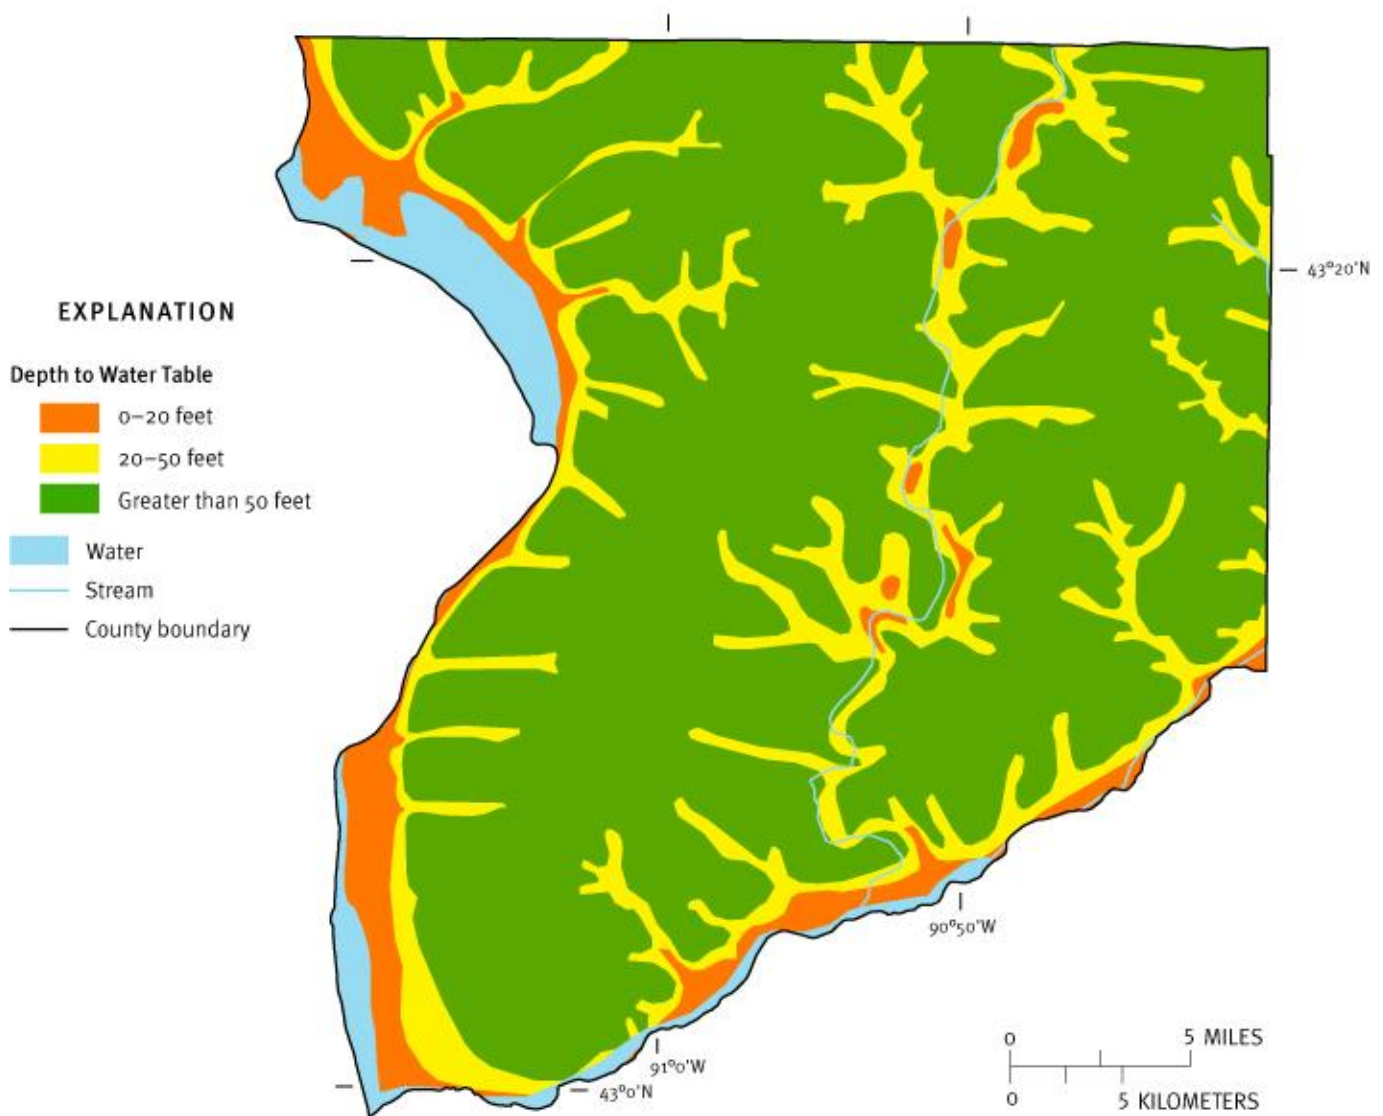 43°20'N
EXPLANATION
Depth to Water Table
0–20 feet
20–50 feet
Greater than 50 feet
Water
Stream
County boundary
90°50'W
0 5 MILES
91°0'W
43°0'N
0 5 KILOMETERS